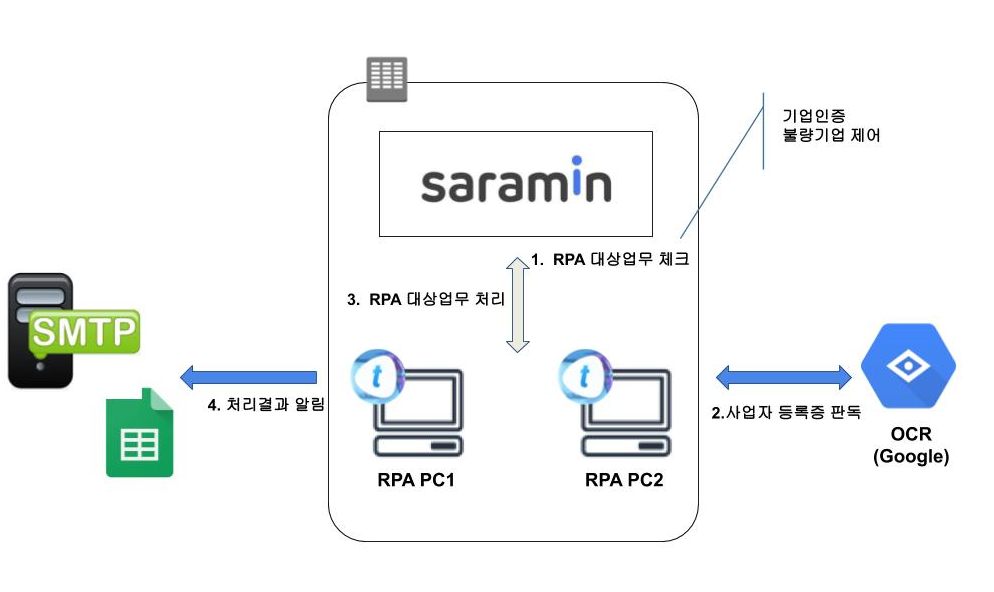 기업인증
불량기업 제어
saramin
1. RPA 대상업무 체크
3. RPA 대상업무 처리
SMTP
t
t
4. 처리결과 알림
2.사업자 등록증 판독
OCR
(Google)
RPA PC1
RPA PC2